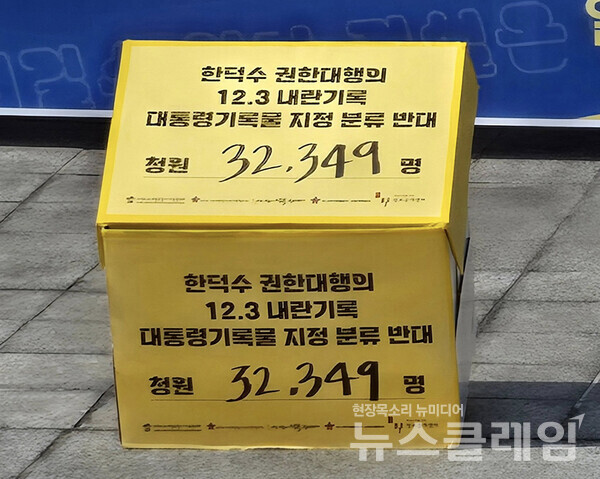 한덕수 권한대행의
12.3 내란기록
대통령기록물 지정 분류 반대
청원 32,349 명
한덕수 권한대행의
12.3 내란기록
대통령기록물 지정 분류 반대
청원 32,349 명
현장목소리 뉴미디어
뉴스클레임